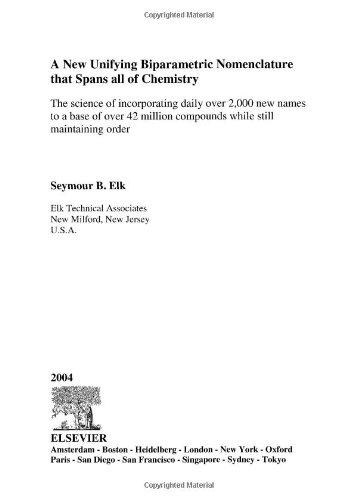 Copyrighted Material
A New Unifying Biparametric Nomenclature
that Spans all of Chemistry
The science of incorporating daily over 2,000 new names
to a base of over 42 million compounds while still
maintaining order
Seymour B. Elk
Elk Technical Associates
New Milford, New Jersey
U.S.A.
2004
ELSEVIER
Amsterdam - Boston - Heidelberg - London - New York - Oxford
Paris - San Diego - San Francisco - Singapore - Sydney - Tokyo
Copyrighted Material